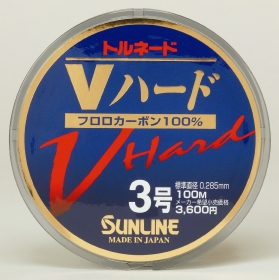 トルネード
Vハード
フロロカーボン100%
V Hard
3号
標準直径 0.285mm
100M
メーカー希望小売価格
3,600円
SUNLINE
MADE IN JAPAN